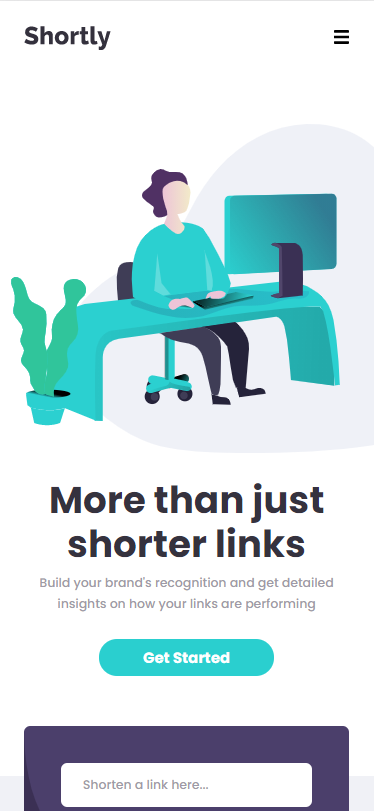 Shortly
More than just
shorter links
Build your brand's recognition and get detailed
insights on how your links are performing
Get Started
Shorten a link here...